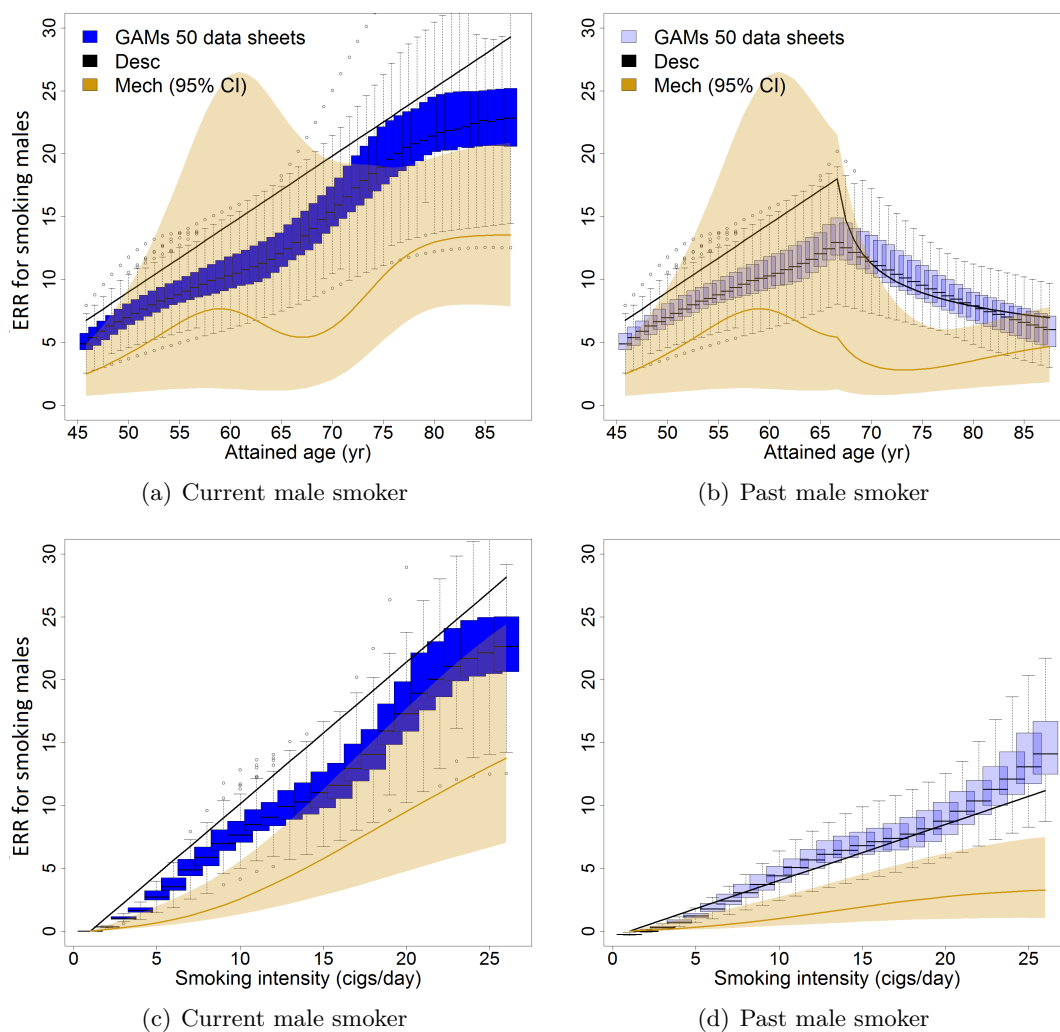 GAMs 50 data sheets
Desc
Mech (95% CI)
ERR for smoking males
30
25
20
15
10
5
0
45 50 55 60 65 70 75 80 85
Attained age (yr)
(a) Current male smoker
GAMs 50 data sheets
Desc
Mech (95% CI)
30
25
20
15
10
5
0
45 50 55 60 65 70 75 80 85
Attained age (yr)
(b) Past male smoker
ERR for smoking males
30
25
20
15
10
5
0
0 5 10 15 20 25
Smoking intensity (cigs/day)
(c) Current male smoker
30
25
20
15
10
5
0
0 5 10 15 20 25
Smoking intensity (cigs/day)
(d) Past male smoker